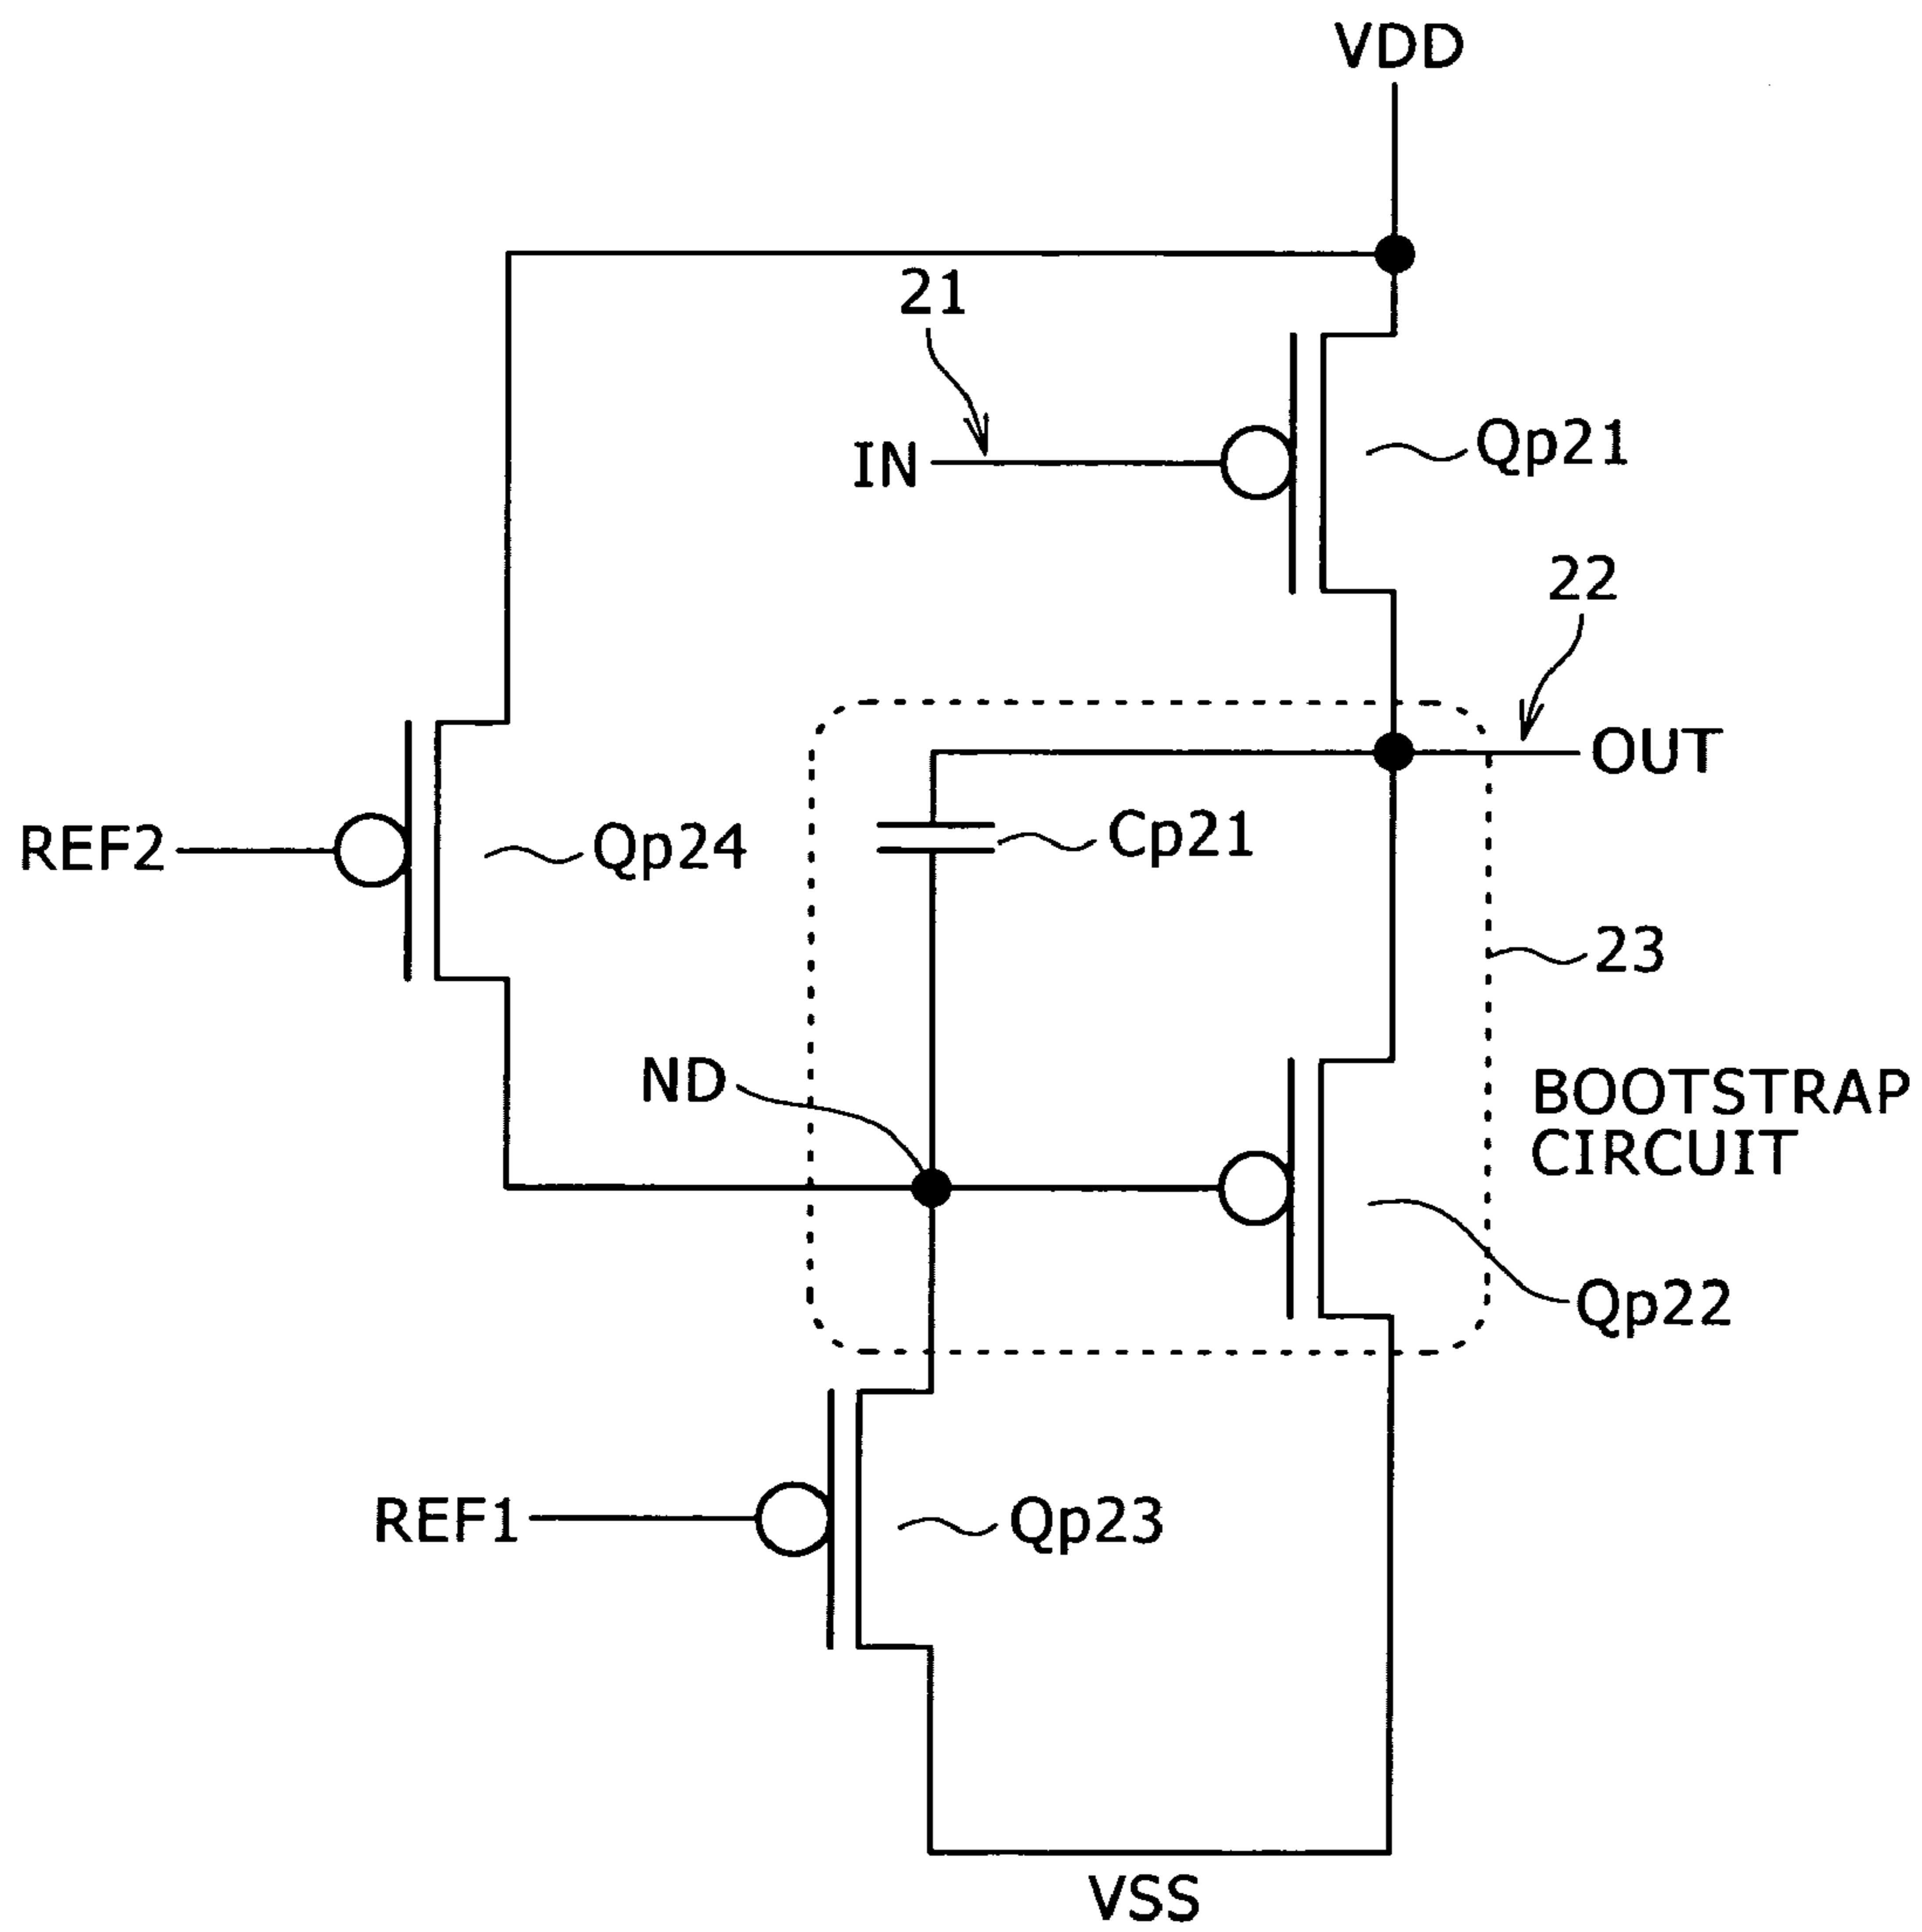 VDD
21
IN
Qp21
22
OUT
Cp21
REF2
Qp24
23
ND
BOOTSTRAP
CIRCUIT
Qp22
REF1
Qp23
VSS